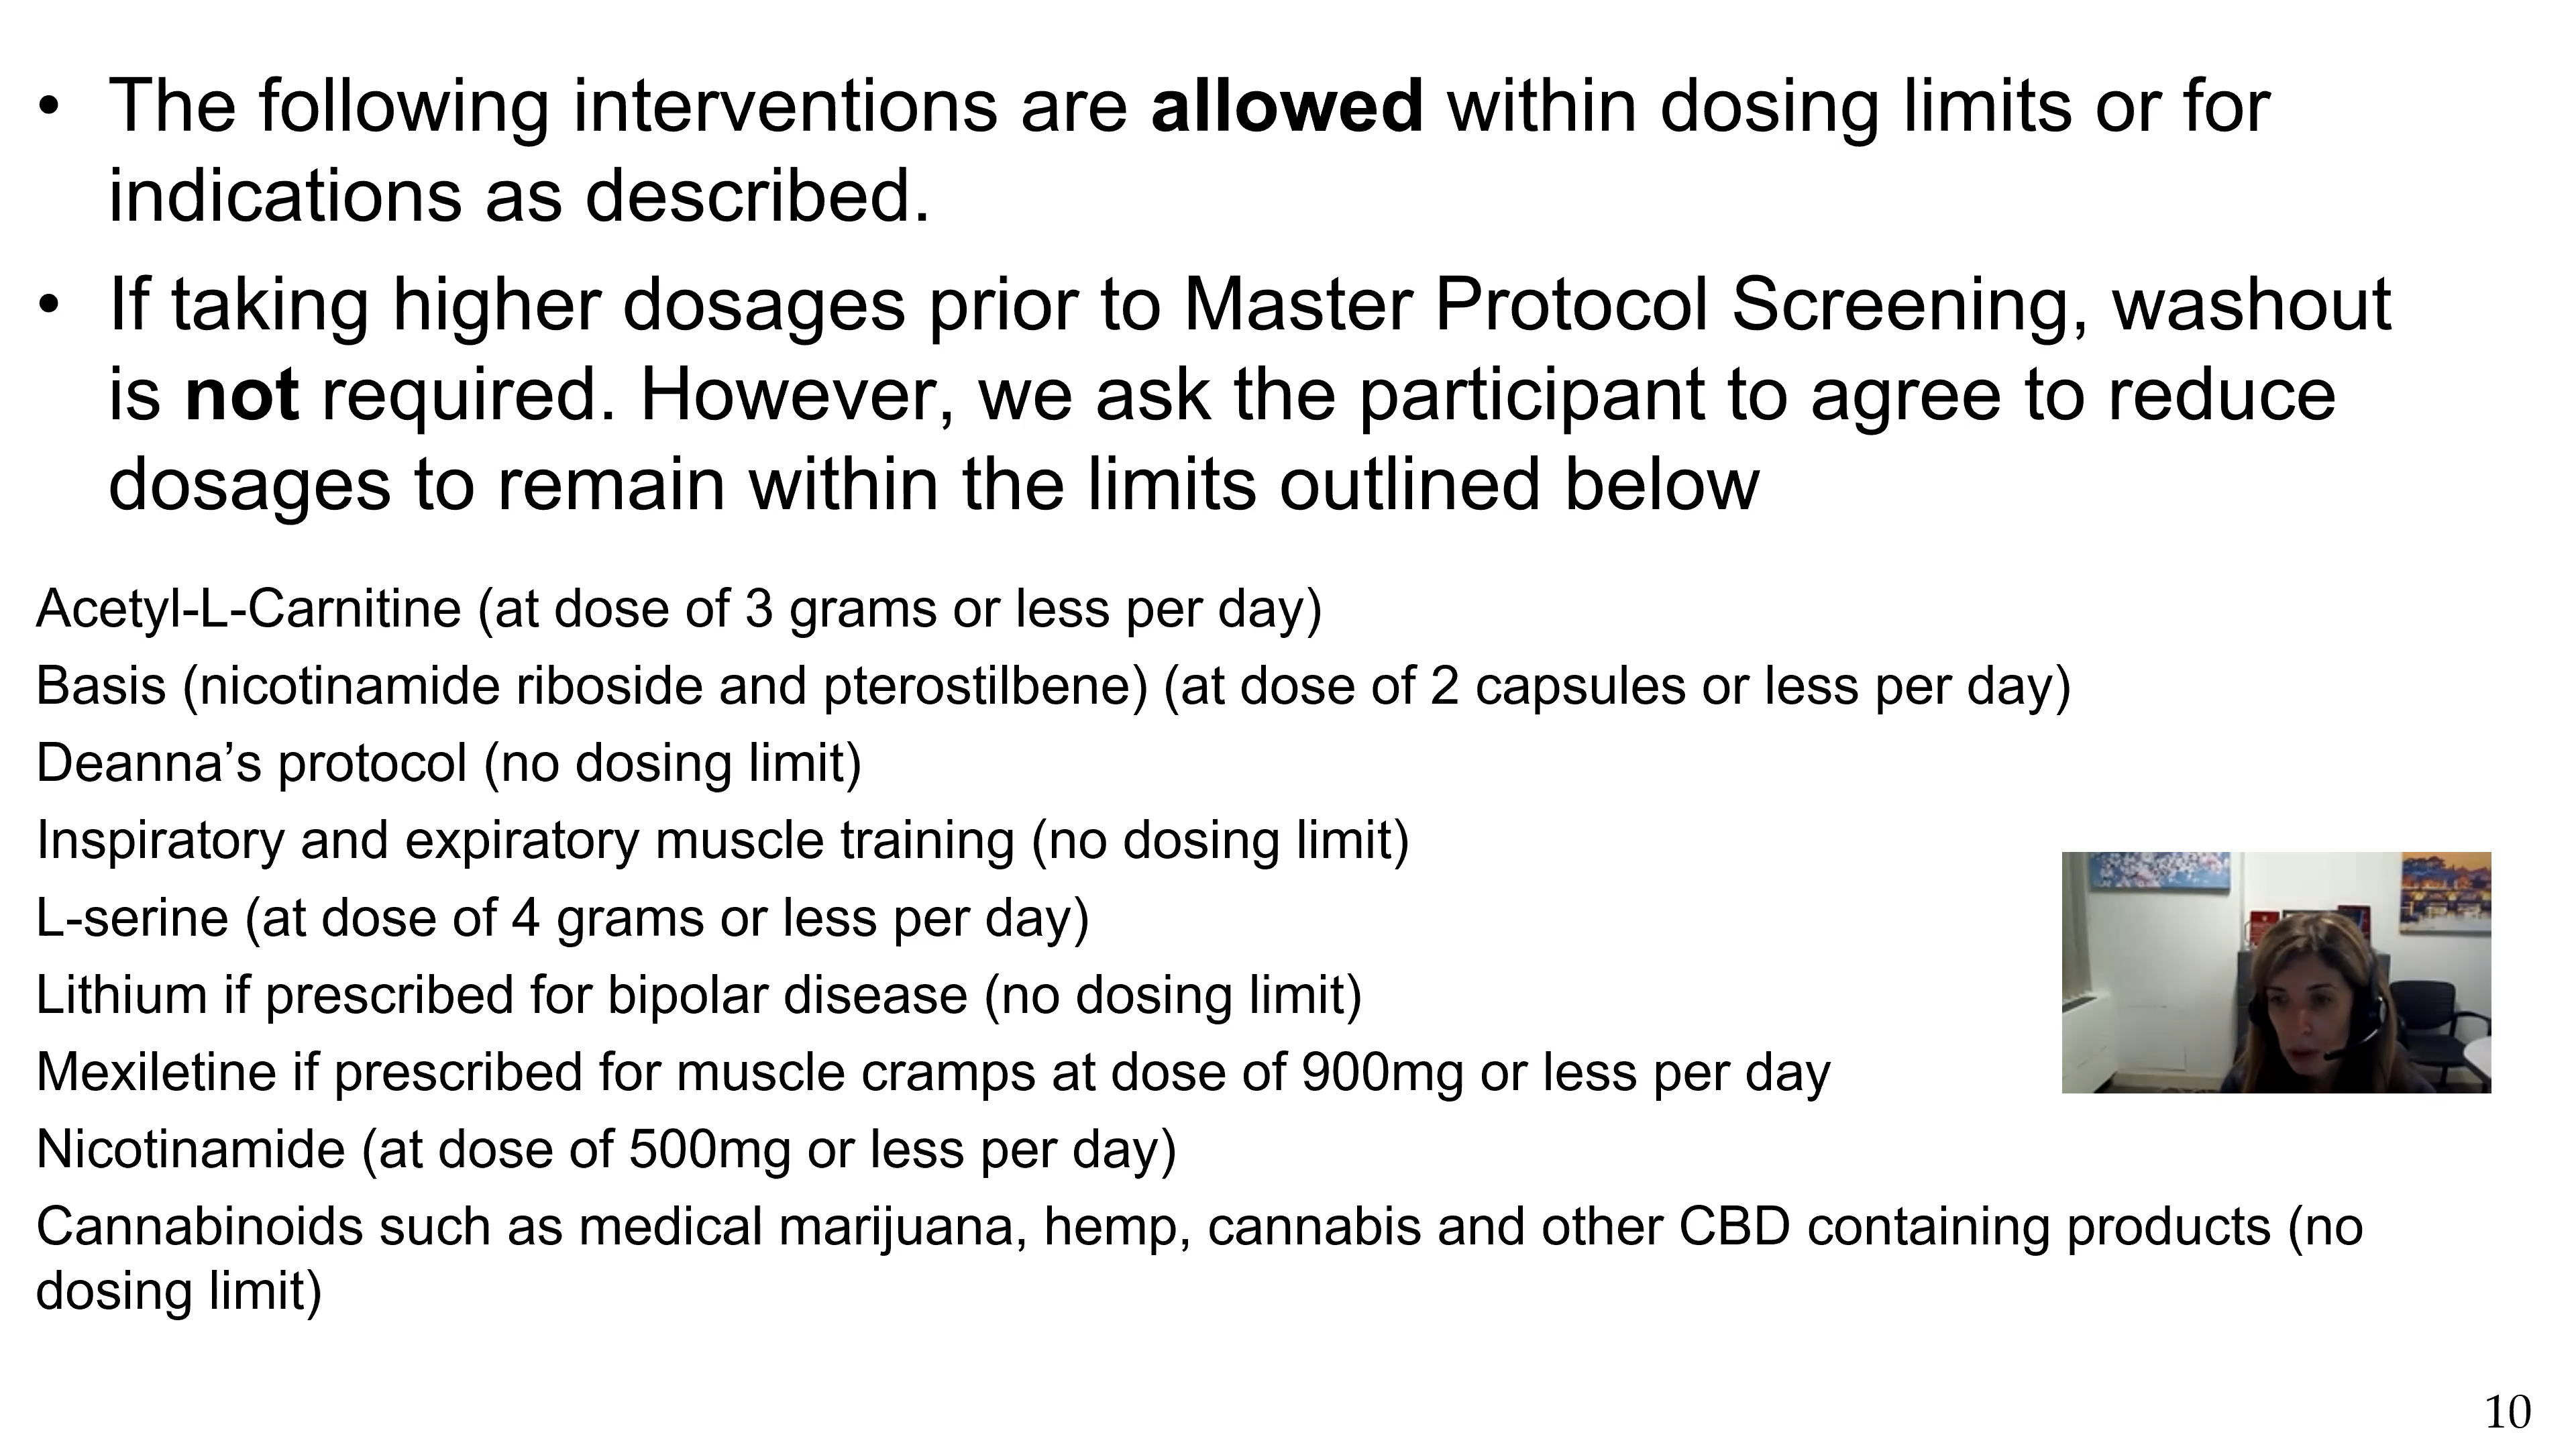 • The following interventions are allowed within dosing limits or for
indications as described.
• If taking higher dosages prior to Master Protocol Screening, washout
is not required. However, we ask the participant to agree to reduce
dosages to remain within the limits outlined below
Acetyl-L-Carnitine (at dose of 3 grams or less per day)
Basis (nicotinamide riboside and pterostilbene) (at dose of 2 capsules or less per day)
Deanna’s protocol (no dosing limit)
Inspiratory and expiratory muscle training (no dosing limit)
L-serine (at dose of 4 grams or less per day)
Lithium if prescribed for bipolar disease (no dosing limit)
Mexiletine if prescribed for muscle cramps at dose of 900mg or less per day
Nicotinamide (at dose of 500mg or less per day)
Cannabinoids such as medical marijuana, hemp, cannabis and other CBD containing products (no
dosing limit)
10